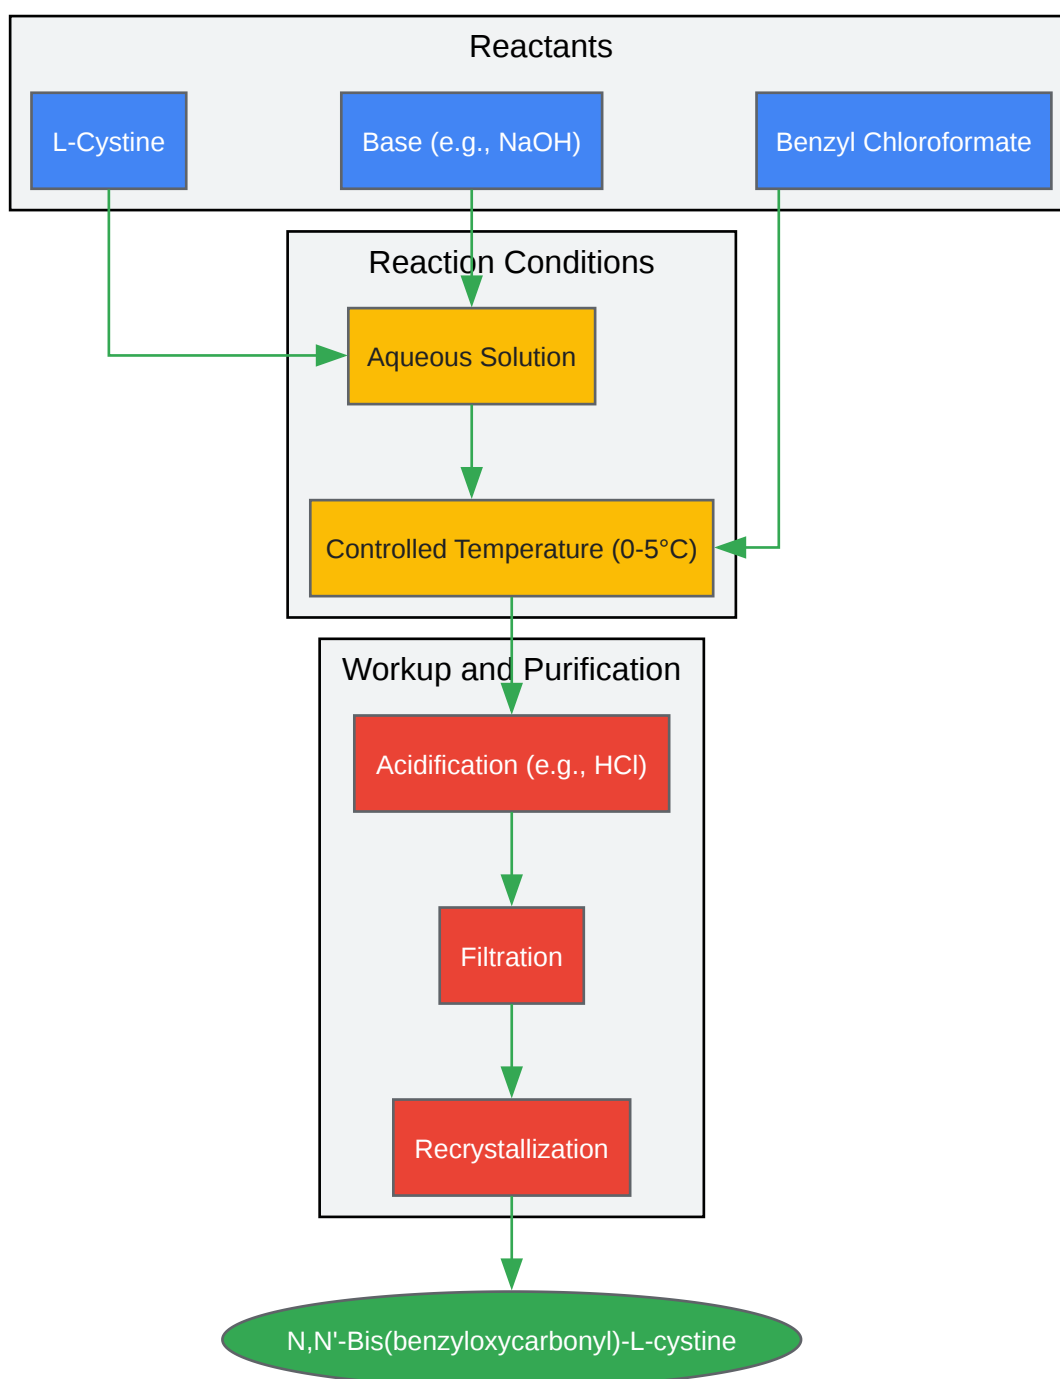 Reactants
L-Cystine
Base (e.g., NaOH)
Benzyl Chloroformate
Reaction Conditions
Aqueous Solution
Controlled Temperature (0-5°C)
Workup and Purification
Acidification (e.g., HCl)
Filtration
Recrystallization
N,N'-Bis(benzyloxycarbonyl)-L-cystine